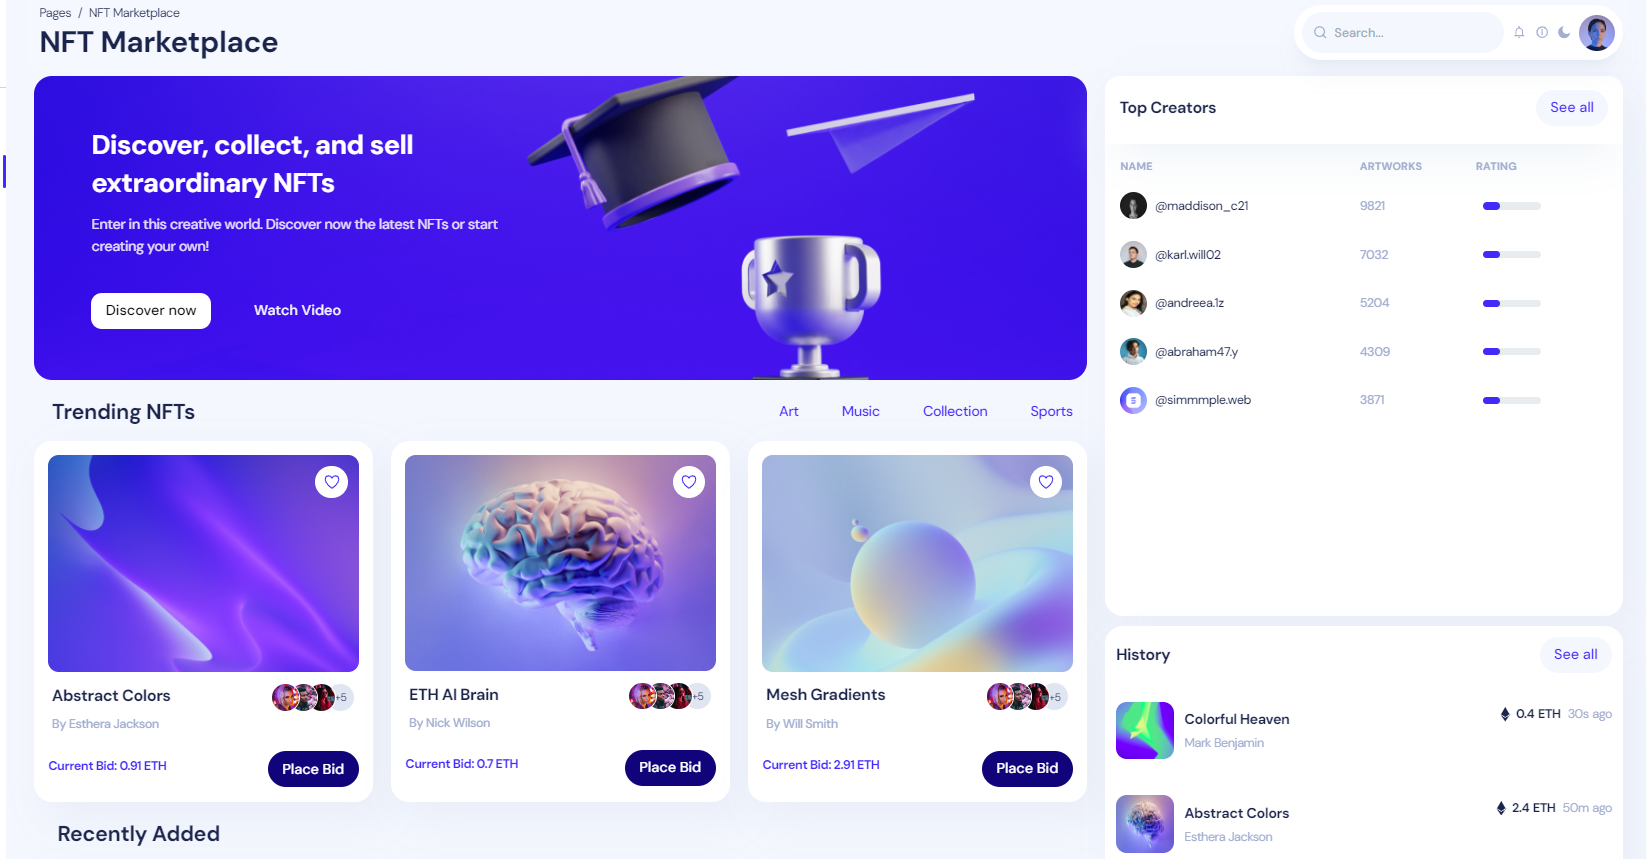 Pages / NFT Marketplace
NFT Marketplace
Search...
Discover, collect, and sell
extraordinary NFTs
Enter in this creative world. Discover now the latest NFTs or start
creating your own!
Discover now
Watch Video
Trending NFTs
Art
Music
Collection
Sports
Abstract Colors
+5
By Esthera Jackson
Current Bid: 0.91 ETH
Place Bid
ETH AI Brain
+5
By Nick Wilson
Current Bid: 0.7 ETH
Place Bid
Mesh Gradients
+5
By Will Smith
Current Bid: 2.91 ETH
Place Bid
Recently Added
Top Creators
See all
NAME ARTWORKS RATING
@maddison_c21 9821
@karl.will02 7032
@andreea.1z 5204
@abraham47.y 4309
@simmmple.web 3871
History
See all
Colorful Heaven
Mark Benjamin
0.4 ETH 30s ago
Abstract Colors
Esthera Jackson
2.4 ETH 50m ago